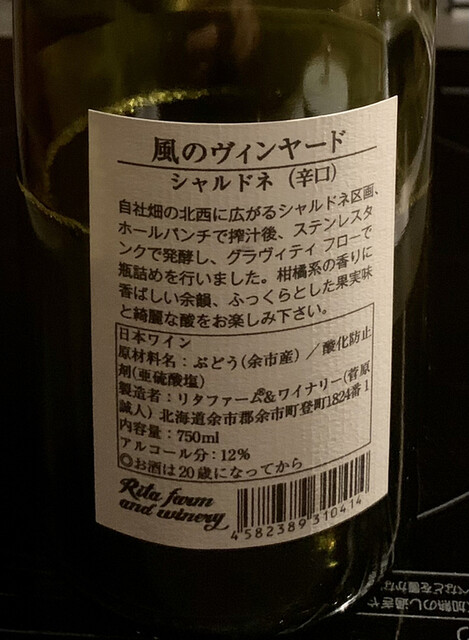 風のヴィンヤード
シャルドネ（辛口）
自社畑の北西に広がるシャルドネ区画、
ホールバンチで搾汁後、ステンレスタ
ンクで発酵し、グラヴィティ フローで
瓶詰めを行いました。柑橘系の香りに
香ばしい余韻、ふっくらとした果実味
と綺麗な酸をお楽しみ下さい。
日本ワイン
原材料名：ぶどう(余市産）／酸化防止
剤(亜硫酸塩)
製造者：リタファーム®&ワイナリー(菅原
誠人）北海道余市郡余市町登町1824番1
内容量：750ml
アルコール分：12%
◎お酒は20歳になってから
Rita farm
and winery
4582389310414